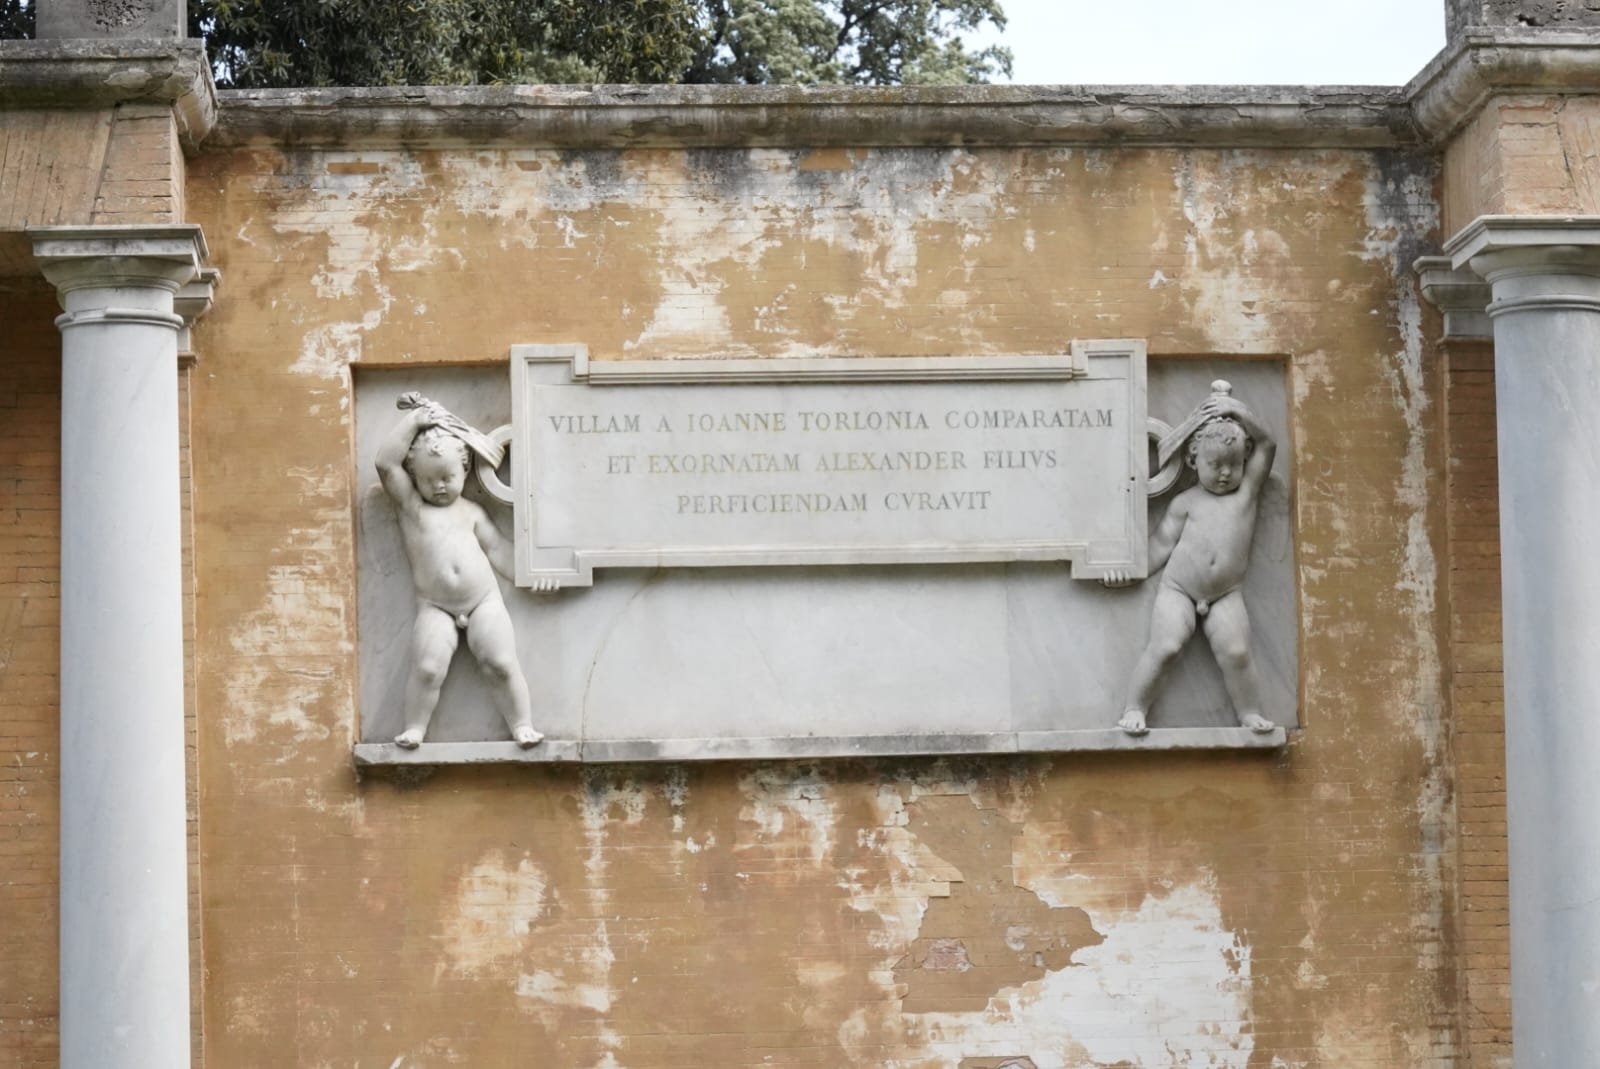 VILLAM A IOANNE TORLONIA COMPARATAM
ET EXORNATAM ALEXANDER FILIVS
PERFICIENDAM CVRAVIT